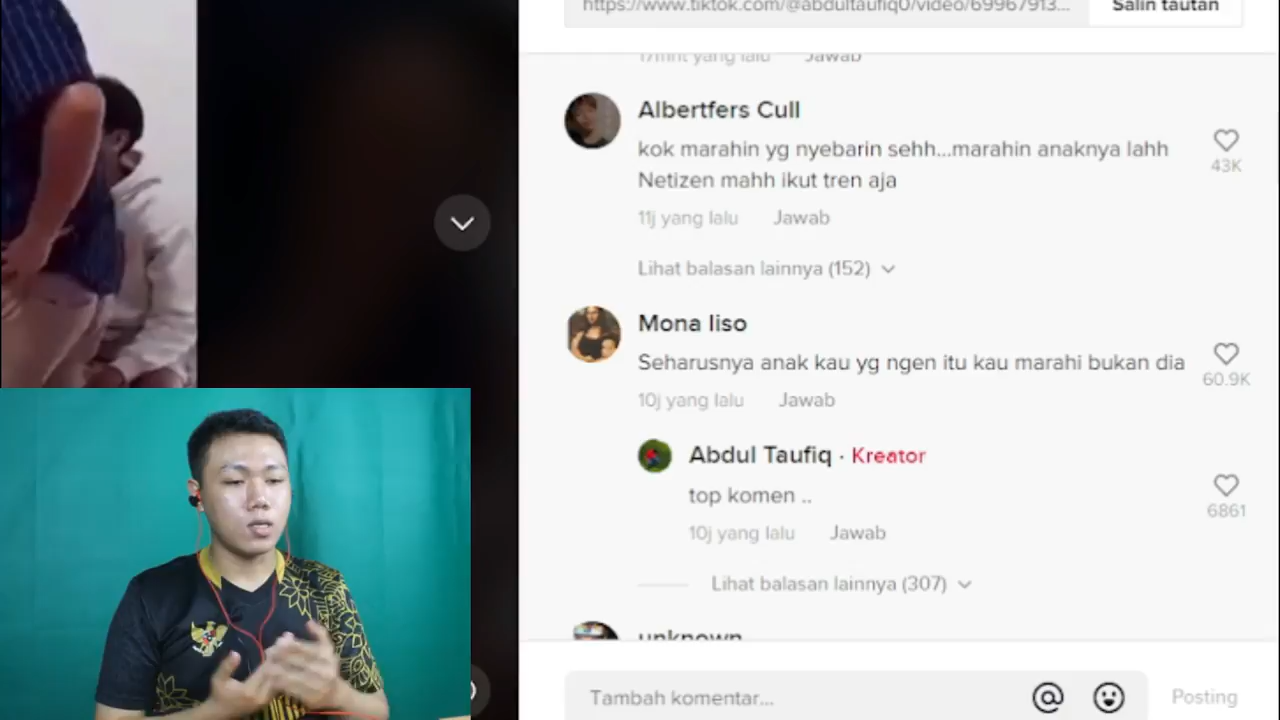 https://www.tiktok.com/@abdultaufiq0/video/69967913...
Salin tautan
17mnt yang lalu Jawab
Albertfers Cull
kok marahin yg nyebarin sehh...marahin anaknya lahh
Netizen mahh ikut tren aja
43K
11j yang lalu Jawab
Lihat balasan lainnya (152)
Mona liso
Seharusnya anak kau yg ngen itu kau marahi bukan dia
60.9K
10j yang lalu Jawab
Abdul Taufiq · Kreator
top komen ..
6861
10j yang lalu Jawab
Lihat balasan lainnya (307)
unknown
Tambah komentar...
Posting